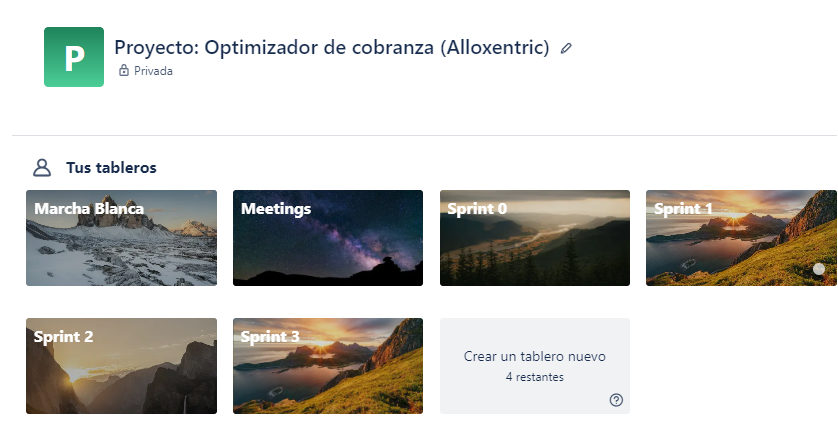 P
Proyecto: Optimizador de cobranza (Alloxentric)
Privada
Tus tableros
Marcha Blanca
Meetings
Sprint 0
Sprint 1
Sprint 2
Sprint 3
Crear un tablero nuevo
4 restantes